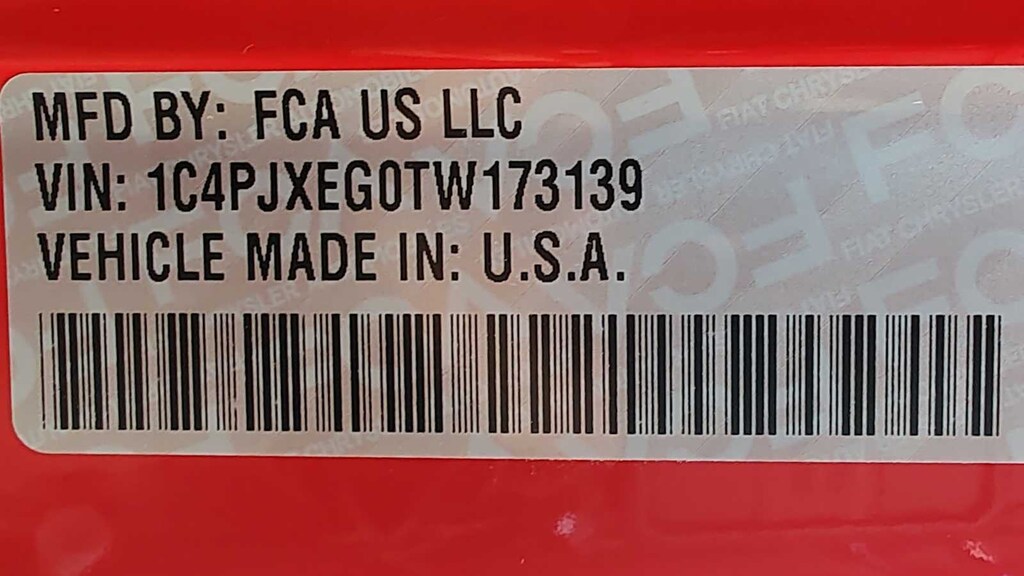 MFD BY: FCA US LLC
VIN: 1C4PJXEG0TW173139
VEHICLE MADE IN: U.S.A.